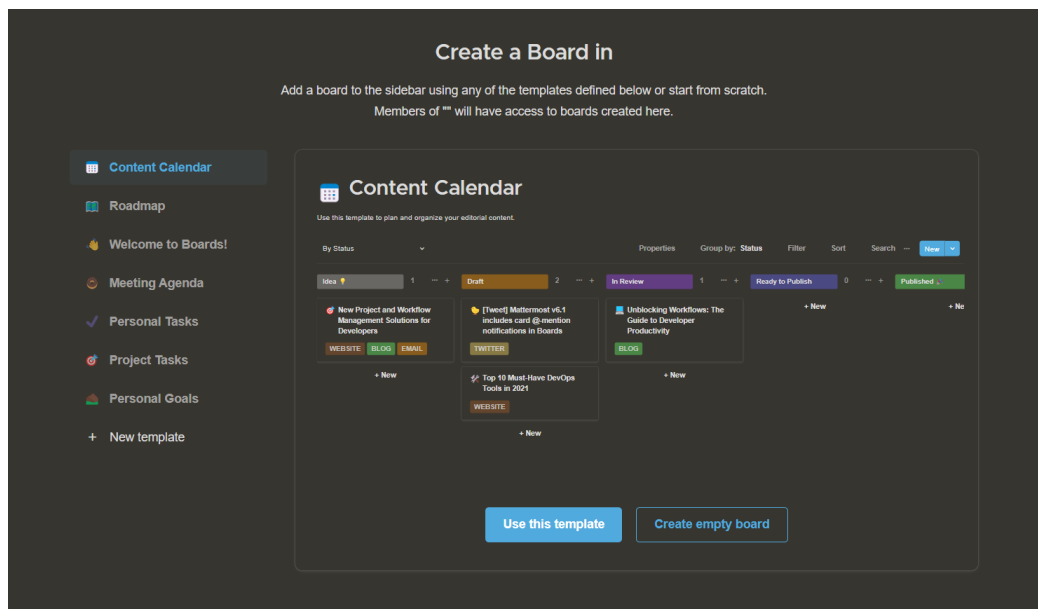 Create a Board in
Add a board to the sidebar using any of the templates defined below or start from scratch.
Members of "" will have access to boards created here.
Content Calendar
Roadmap
Welcome to Boards!
Meeting Agenda
Personal Tasks
Project Tasks
Personal Goals
+ New template
Content Calendar
Use this template to plan and organize your editorial content.
By Status Properties Group by: Status Filter Sort Search ··· New
Idea 1 ··· + Draft 2 ··· + In Review 1 ··· + Ready to Publish 0 ··· + Published
New Project and Workflow
Management Solutions for
Developers
WEBSITE BLOG EMAIL
+ New
[Tweet] Mattermost v6.1
includes card @-mention
notifications in Boards
TWITTER
Top 10 Must-Have DevOps
Tools in 2021
WEBSITE
+ New
Unblocking Workflows: The
Guide to Developer
Productivity
BLOG
+ New
+ New
+ Ne
Use this template
Create empty board